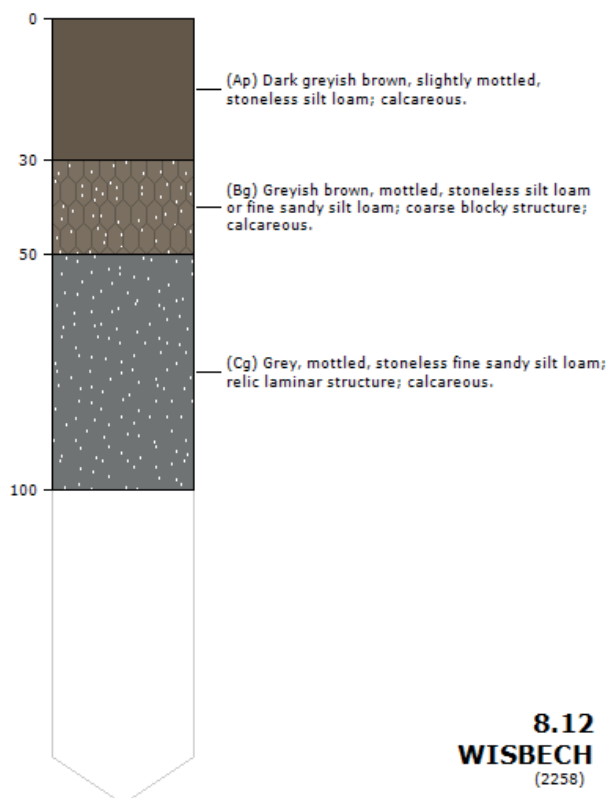 0
(Ap) Dark greyish brown, slightly mottled,
stoneless silt loam; calcareous.
30
(Bg) Greyish brown, mottled, stoneless silt loam
or fine sandy silt loam; coarse blocky structure;
calcareous.
50
(Cg) Grey, mottled, stoneless fine sandy silt loam;
relic laminar structure; calcareous.
100
8.12
WISBECH
(2258)